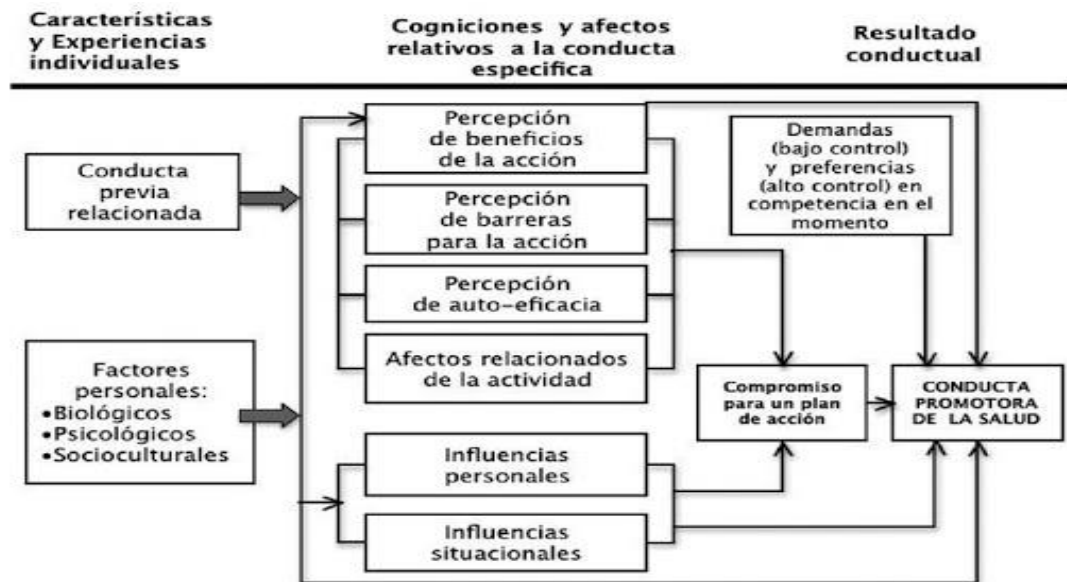 Características
y Experiencias
individuales
Cogniciones y afectos
relativos a la conducta
especifica
Resultado
conductual
Conducta
previa
relacionada
Factores
personales:
•Biológicos
•Psicológicos
•Socioculturales
Percepción
de beneficios
de la acción
Percepción
de barreras
para la acción
Percepción
de auto-eficacia
Afectos relacionados
de la actividad
Influencias
personales
Influencias
situacionales
Demandas
(bajo control)
y preferencias
(alto control) en
competencia en el
momento
Compromiso
para un plan
de acción
CONDUCTA
PROMOTORA
DE LA SALUD